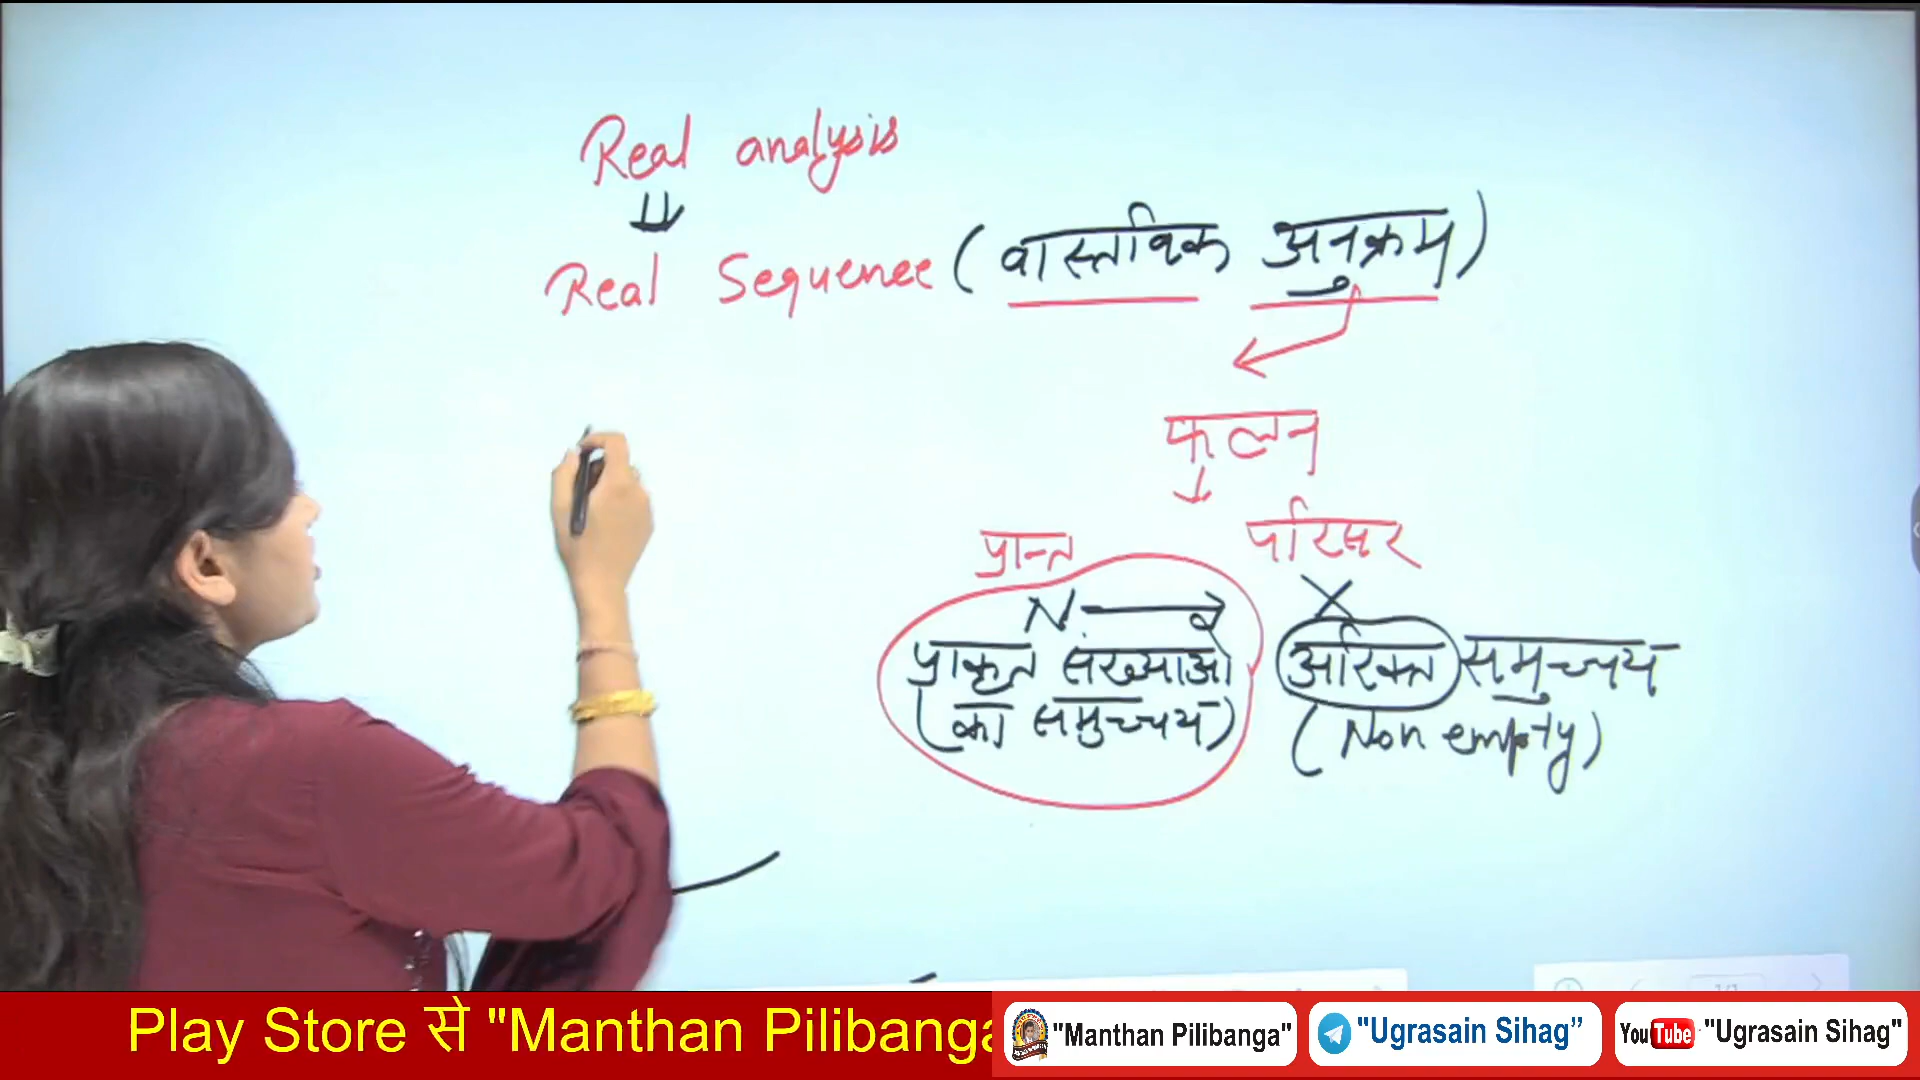 Real analysis
Real Sequence (वास्तविक अनुक्रम)
फलन
प्रान्त परिसर
N → X
प्राकृत संख्याओं अरिक्त समुच्चय
(का समुच्चय) (Non empty)
Play Store से "Manthan Pilibanga
"Manthan Pilibanga"
"Ugrasain Sihag"
YouTube "Ugrasain Sihag"